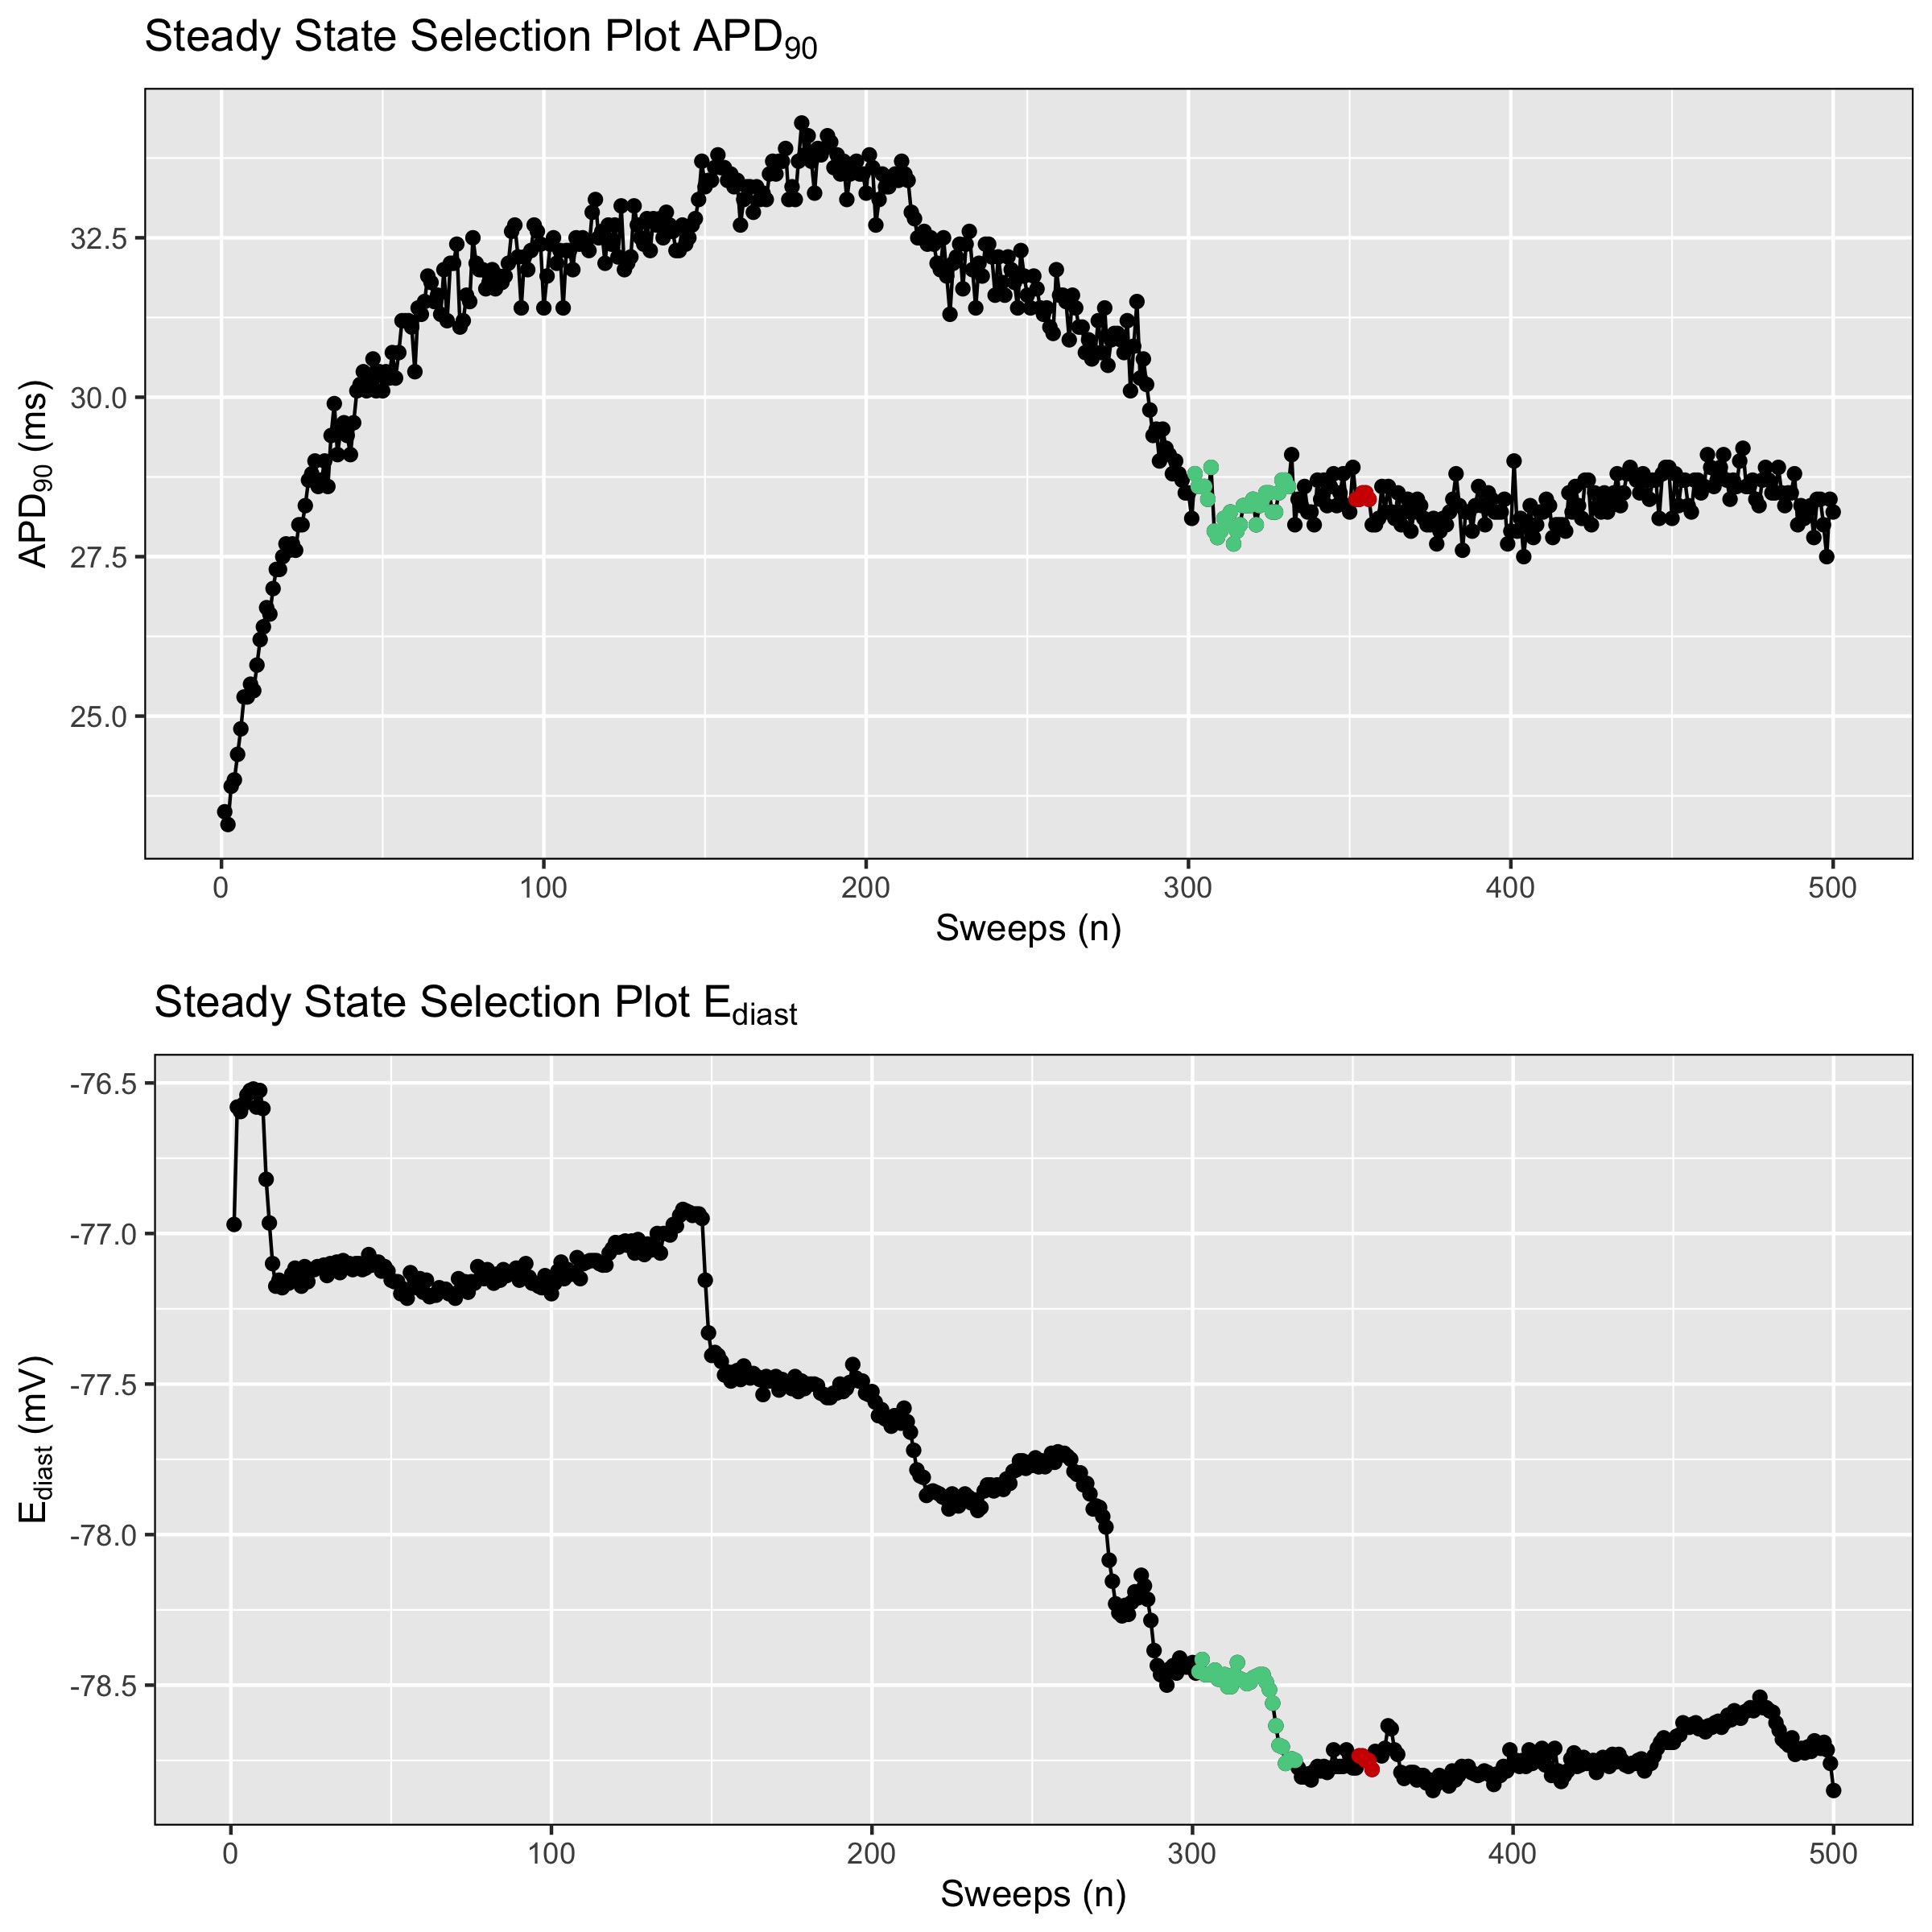 Steady State Selection Plot APD90
APD90 (ms)
32.5
30.0
27.5
25.0
0 100 200 300 400 500
Sweeps (n)
Steady State Selection Plot Ediast
Ediast (mV)
-76.5
-77.0
-77.5
-78.0
-78.5
0 100 200 300 400 500
Sweeps (n)